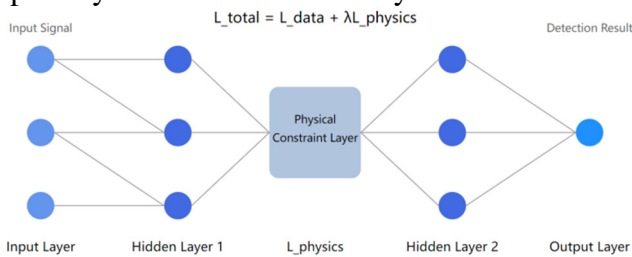 L_total = L_data + λL_physics
Input Signal
Detection Result
Physical
Constraint Layer
Input Layer
Hidden Layer 1
L_physics
Hidden Layer 2
Output Layer